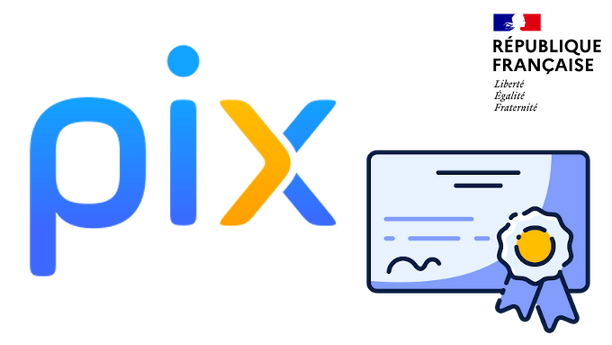 pix
RÉPUBLIQUE
FRANÇAISE
Liberté
Égalité
Fraternité